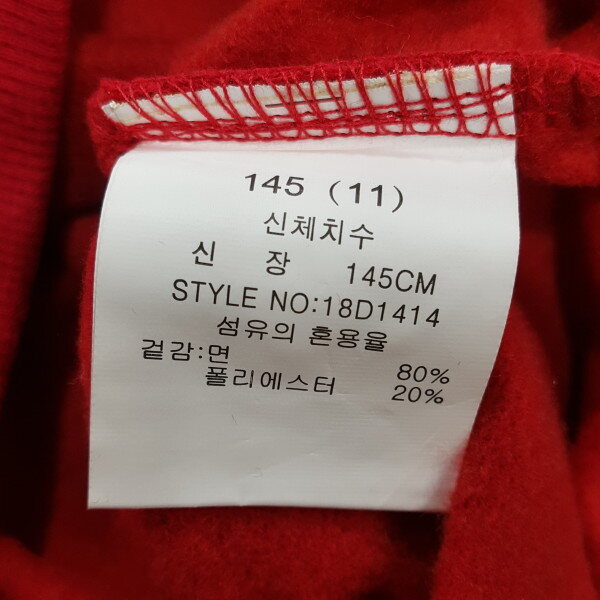 145 (11)
신체치수
신 장 145CM
STYLE NO:18D1414
섬유의 혼용율
겉감:면 80%
폴리에스터 20%